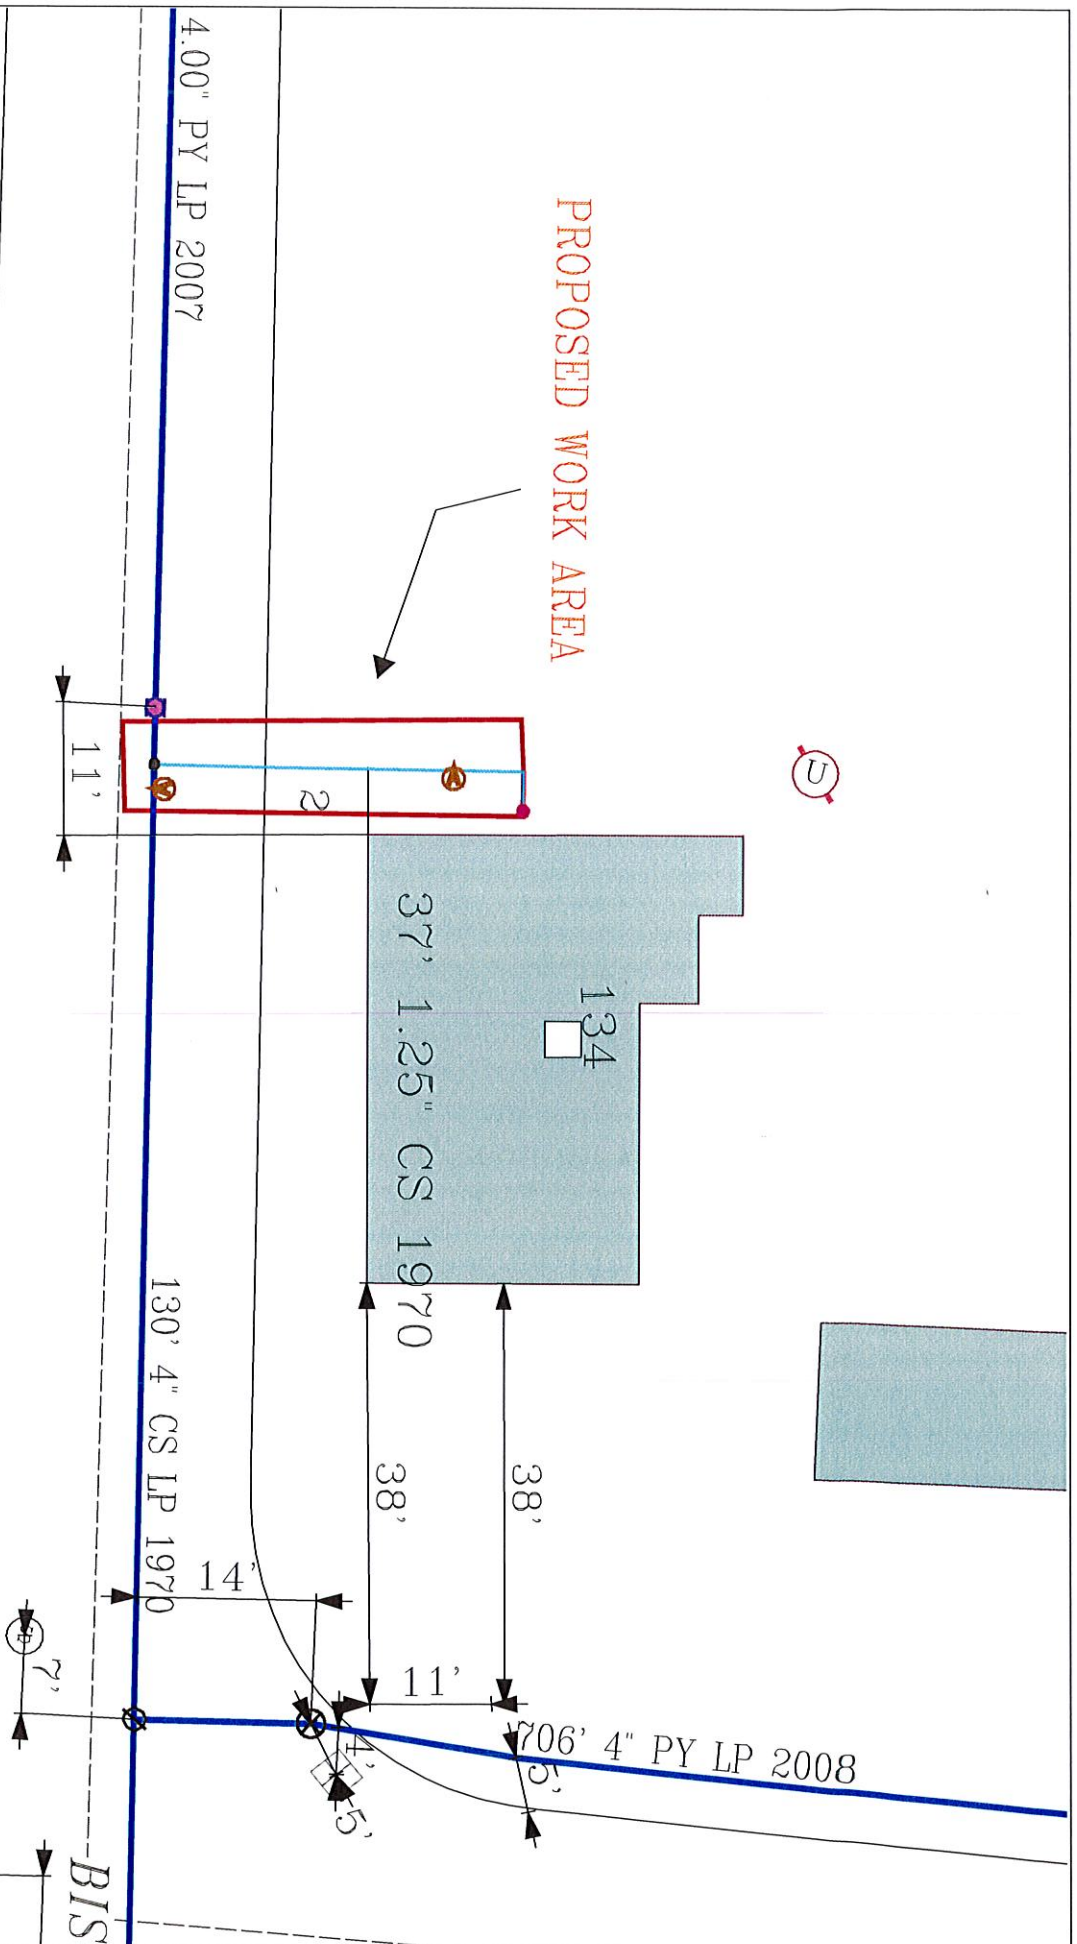 PROPOSED WORK AREA
U
4.00" PY LP 2007
11'
2
134
37' 1.25" CS 1970
38'
38'
130' 4" CS LP 1970
14'
11'
706' 4" PY LP 2008
7'
4'
5'
5'
BIS